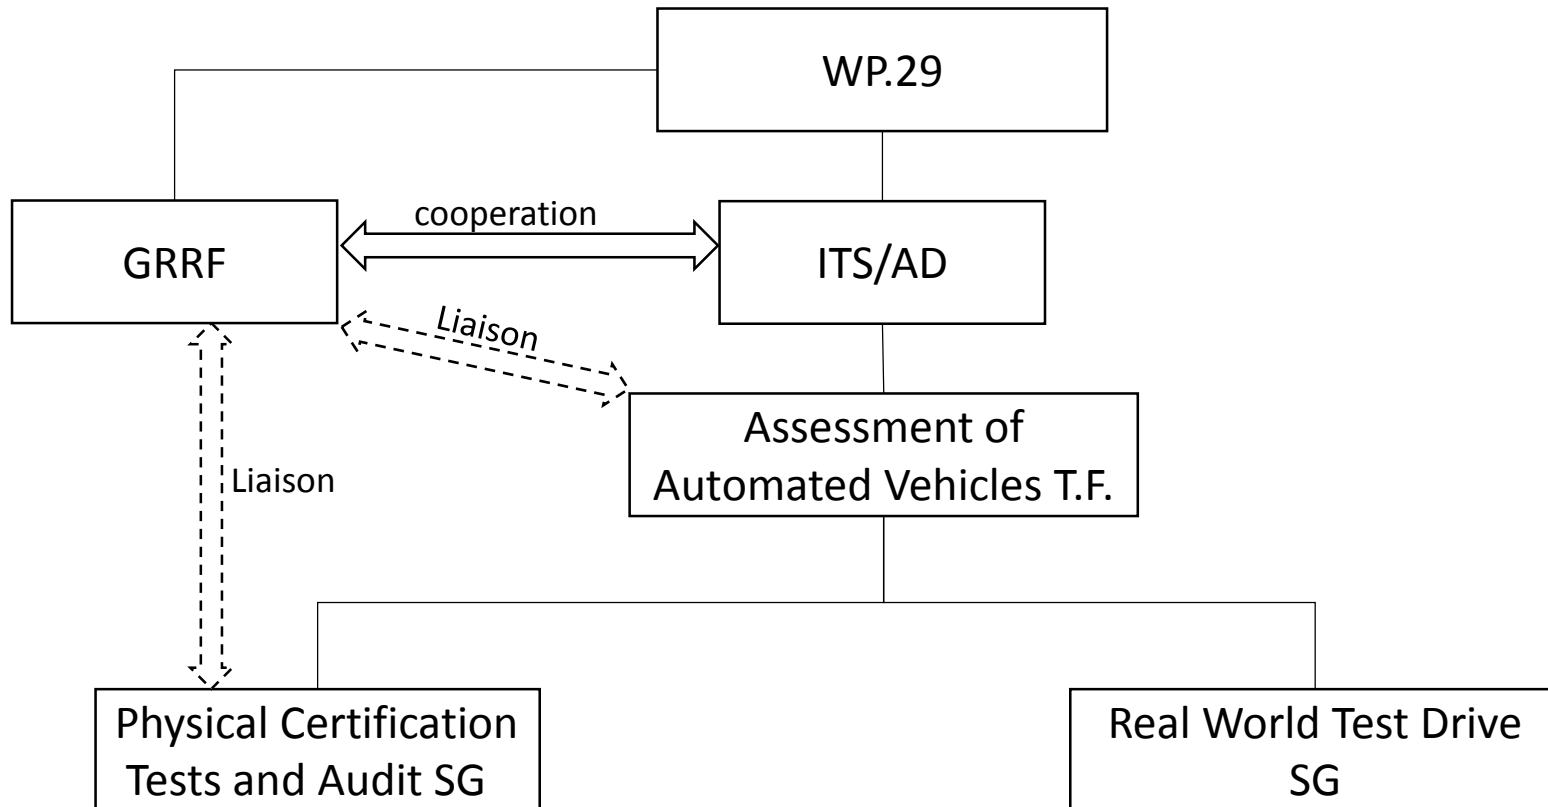 WP.29
cooperation
GRRF
ITS/AD
Liaison
Assessment of
Automated Vehicles T.F.
Liaison
Physical Certification
Tests and Audit SG
Real World Test Drive
SG